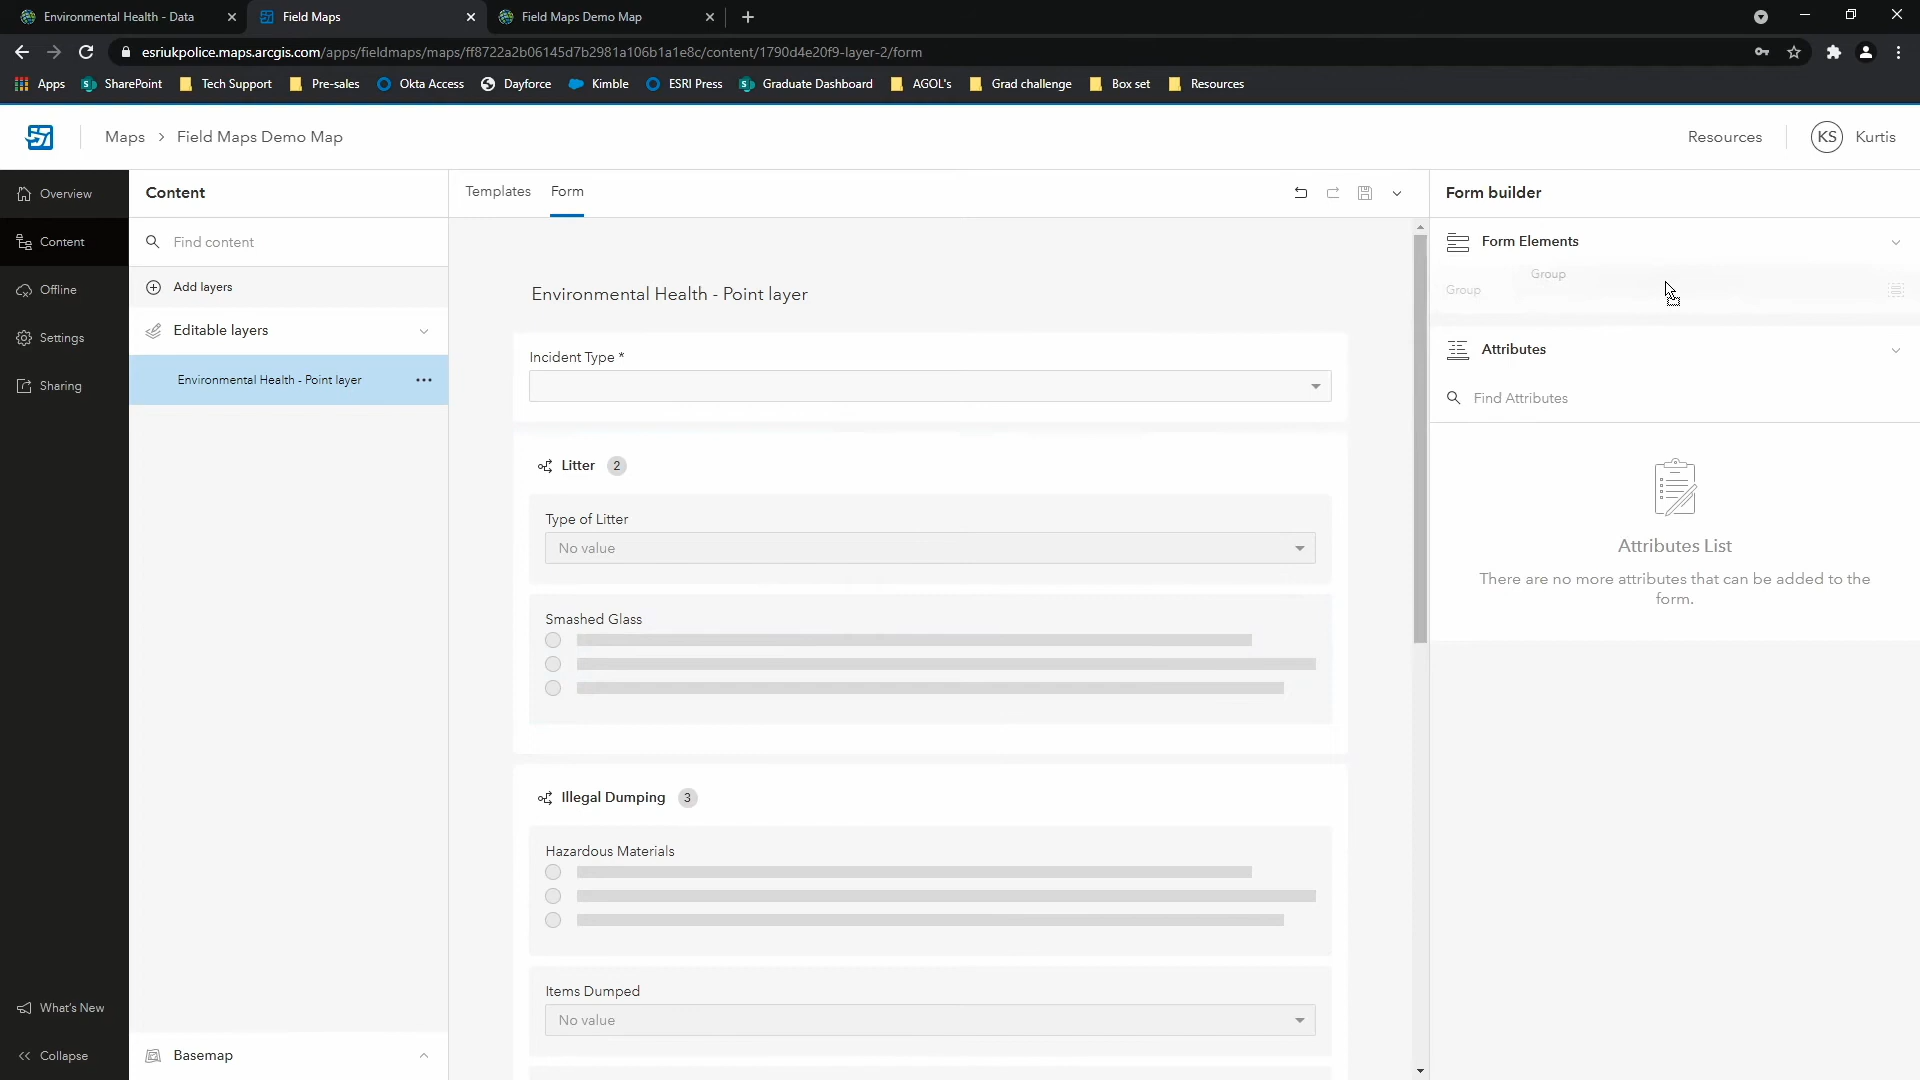 Environmental Health - Data
Field Maps
Field Maps Demo Map
esriukpolice.maps.arcgis.com/apps/fieldmaps/maps/ff8722a2b06145d7b2981a106b1a1e8c/content/1790d4e20f9-layer-2/form
Apps
SharePoint
Tech Support
Pre-sales
Okta Access
Dayforce
Kimble
ESRI Press
Graduate Dashboard
AGOL's
Grad challenge
Box set
Resources
Maps > Field Maps Demo Map
Resources
KS
Kurtis
Overview
Content
Offline
Settings
Sharing
What's New
Collapse
Content
Find content
Add layers
Editable layers
Environmental Health - Point layer
Basemap
Templates
Form
Environmental Health - Point layer
Incident Type *
Litter 2
Type of Litter
No value
Smashed Glass
Illegal Dumping 3
Hazardous Materials
Items Dumped
No value
Form builder
Form Elements
Group
Group
Attributes
Find Attributes
Attributes List
There are no more attributes that can be added to the
form.